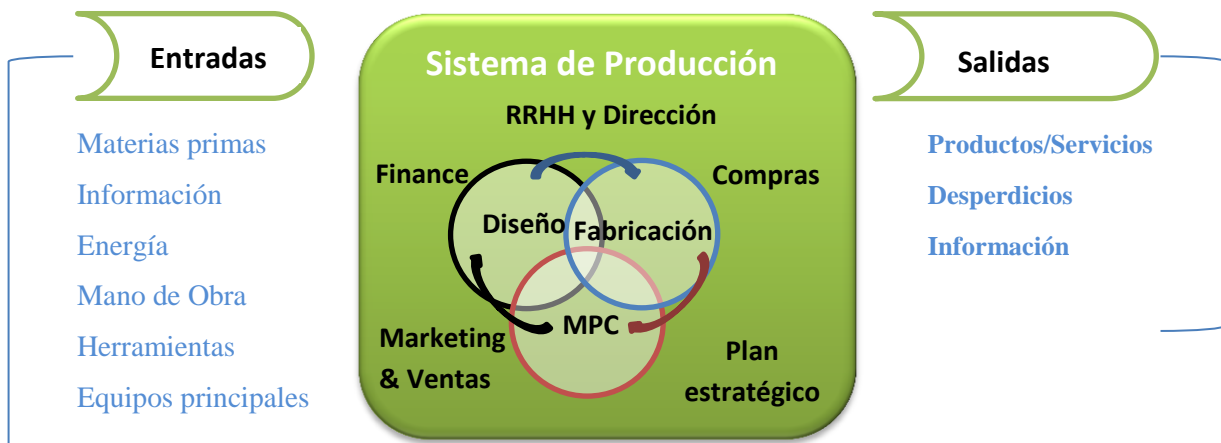 Entradas
Materias primas
Información
Energía
Mano de Obra
Herramientas
Equipos principales
Sistema de Producción
RRHH y Dirección
Finance
Compras
Diseño
Fabricación
MPC
Marketing
& Ventas
Plan
estratégico
Salidas
Productos/Servicios
Desperdicios
Información